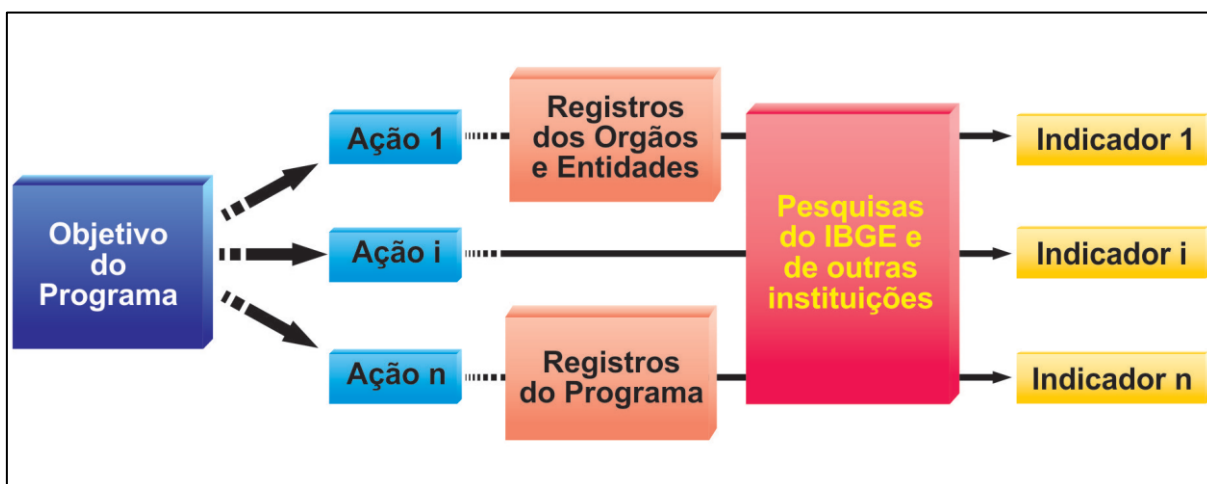 Objetivo
do
Programa
Ação 1
Ação i
Ação n
Registros
dos Orgãos
e Entidades
Registros
do Programa
Pesquisas
do IBGE e
de outras
instituições
Indicador 1
Indicador i
Indicador n